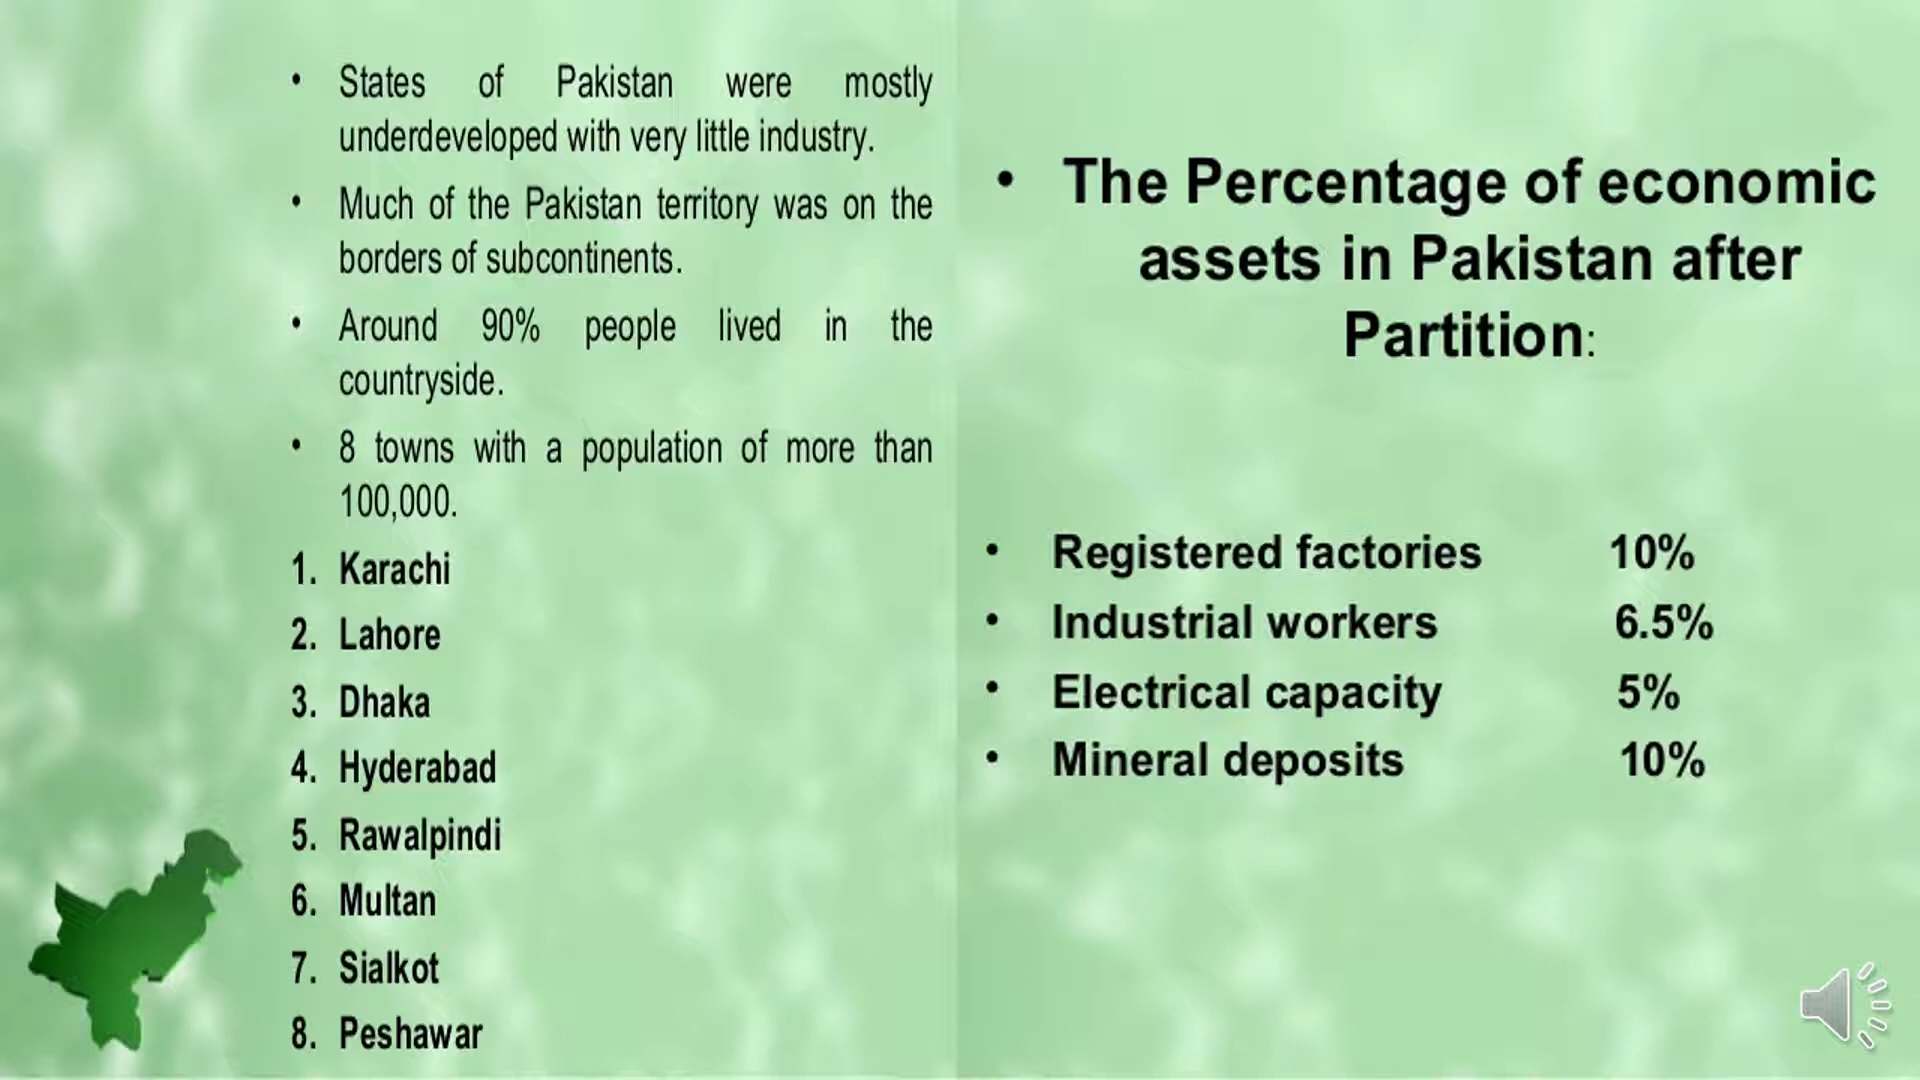 • States of Pakistan were mostly
underdeveloped with very little industry.
• Much of the Pakistan territory was on the
borders of subcontinents.
• Around 90% people lived in the
countryside.
• 8 towns with a population of more than
100,000.
1. Karachi
2. Lahore
3. Dhaka
4. Hyderabad
5. Rawalpindi
6. Multan
7. Sialkot
8. Peshawar
• The Percentage of economic
assets in Pakistan after
Partition:
• Registered factories 10%
• Industrial workers 6.5%
• Electrical capacity 5%
• Mineral deposits 10%